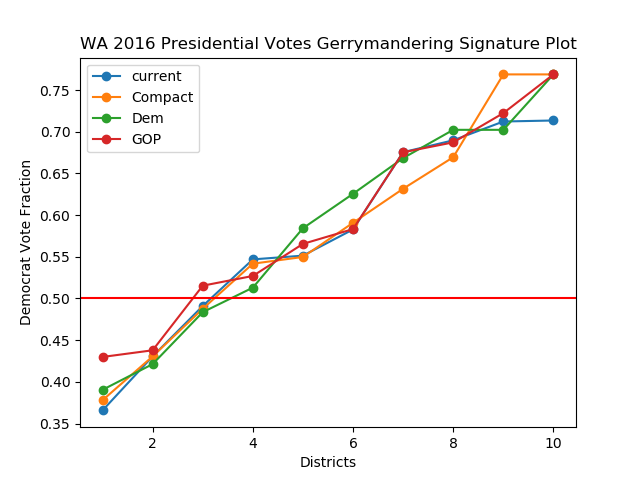 WA 2016 Presidential Votes Gerrymandering Signature Plot
current
Compact
Dem
GOP
Democrat Vote Fraction
0.75
0.70
0.65
0.60
0.55
0.50
0.45
0.40
0.35
2 4 6 8 10
Districts